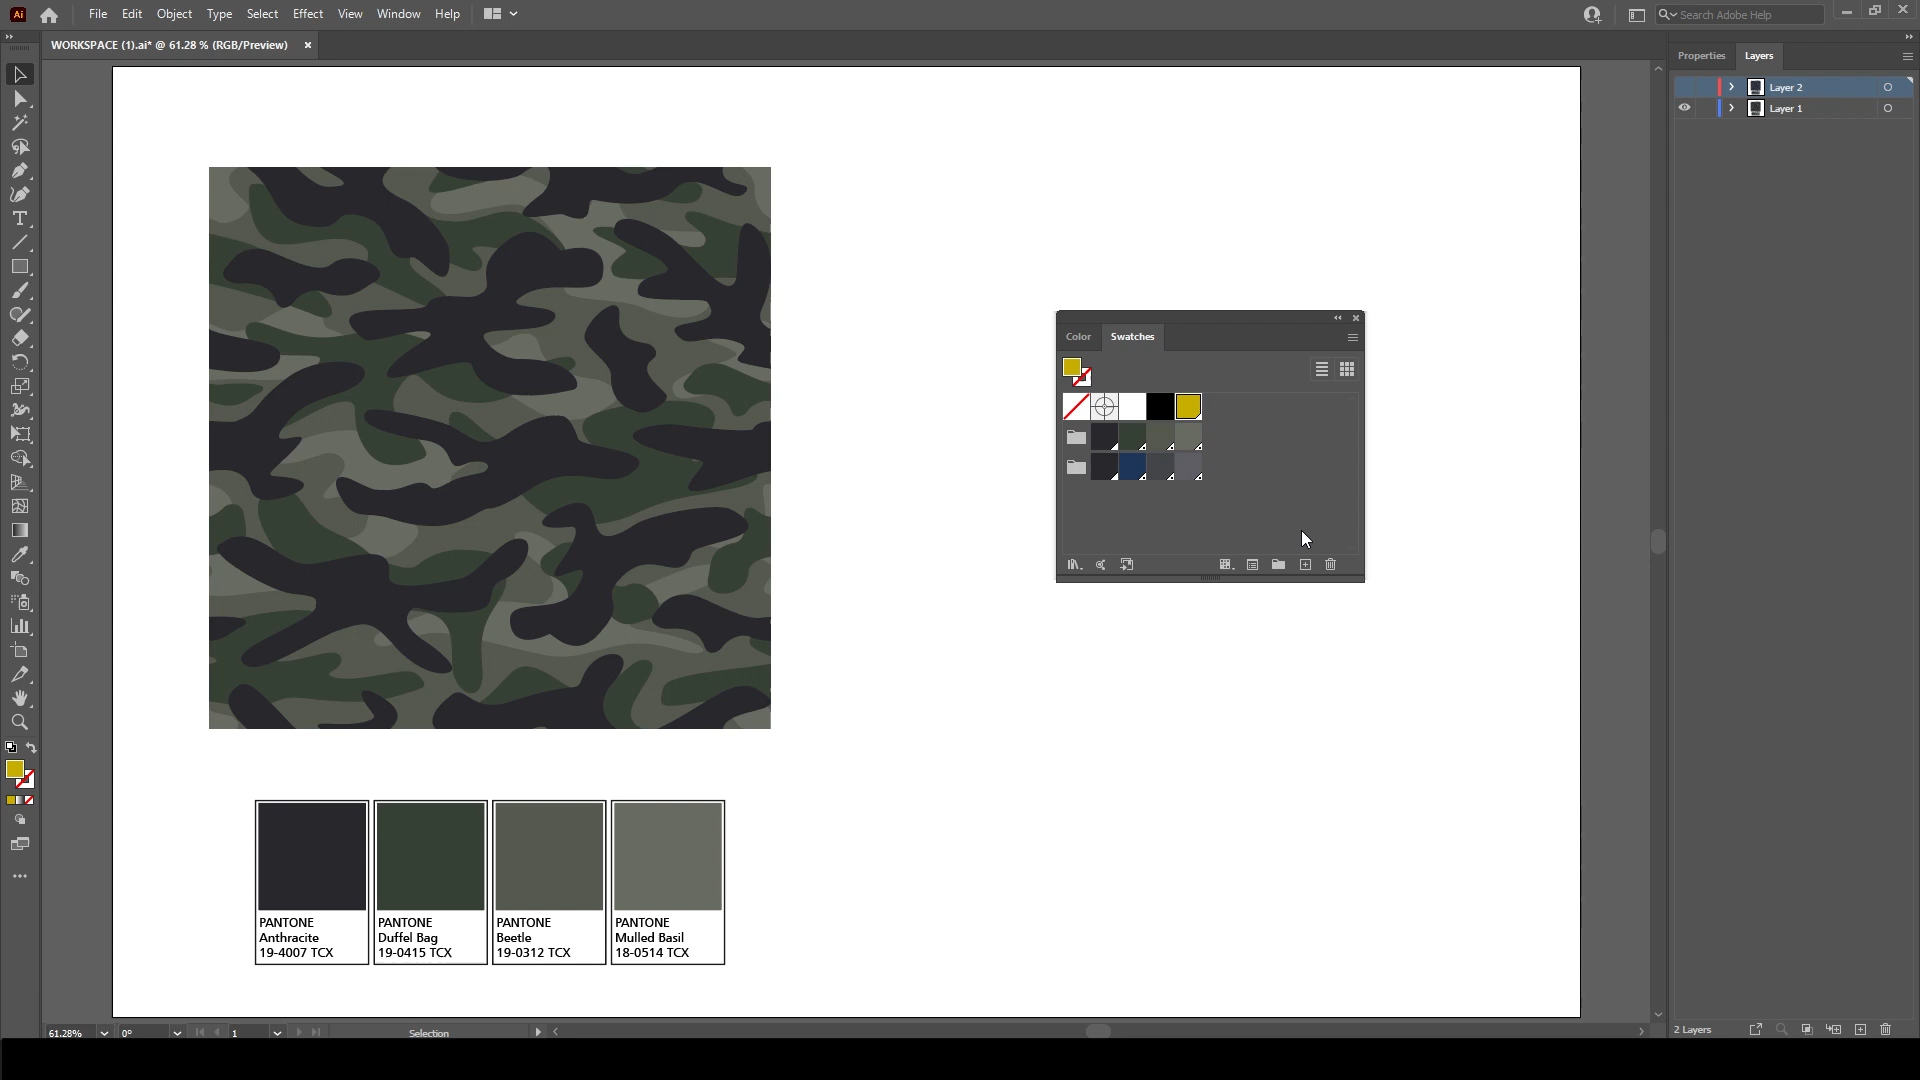 Ai
File Edit Object Type Select Effect View Window Help
Search Adobe Help
WORKSPACE (1).ai* @ 61.28 % (RGB/Preview) ×
Properties Layers
Layer 2
Layer 1
Color Swatches
PANTONE
Anthracite
19-4007 TCX
PANTONE
Duffel Bag
19-0415 TCX
PANTONE
Beetle
19-0312 TCX
PANTONE
Mulled Basil
18-0514 TCX
61.28% 0° 1 Selection
2 Layers